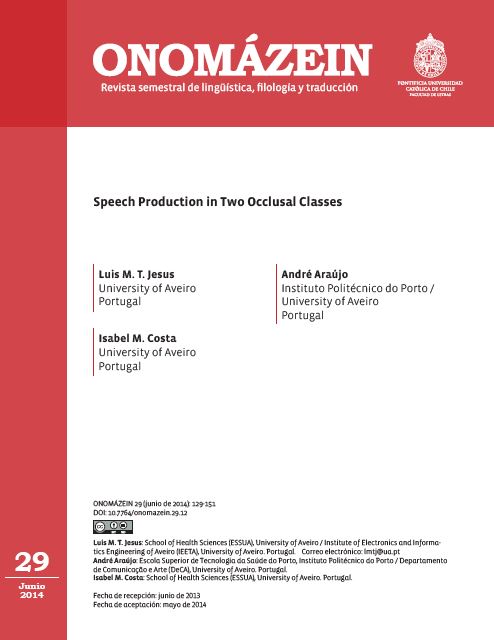 ONOMÁZEIN
Revista semestral de lingüística, filología y traducción
PONTIFICIA UNIVERSIDAD
CATÓLICA DE CHILE
FACULTAD DE LETRAS
Speech Production in Two Occlusal Classes
Luis M. T. Jesus
University of Aveiro
Portugal
André Araújo
Instituto Politécnico do Porto /
University of Aveiro
Portugal
Isabel M. Costa
University of Aveiro
Portugal
ONOMÁZEIN 29 (junio de 2014): 129-151
DOI: 10.7764/onomazein.29.12
cc
Luis M. T. Jesus: School of Health Sciences (ESSUA), University of Aveiro / Institute of Electronics and Informa-
tics Engineering of Aveiro (IEETA), University of Aveiro. Portugal. Correo electrónico: lmtj@ua.pt
André Araújo: Escola Superior de Tecnologia da Saúde do Porto, Instituto Politécnico do Porto / Departamento
de Comunicação e Arte (DeCA), University of Aveiro. Portugal.
Isabel M. Costa: School of Health Sciences (ESSUA), University of Aveiro. Portugal.
29
Junio
2014
Fecha de recepción: junio de 2013
Fecha de aceptación: mayo de 2014